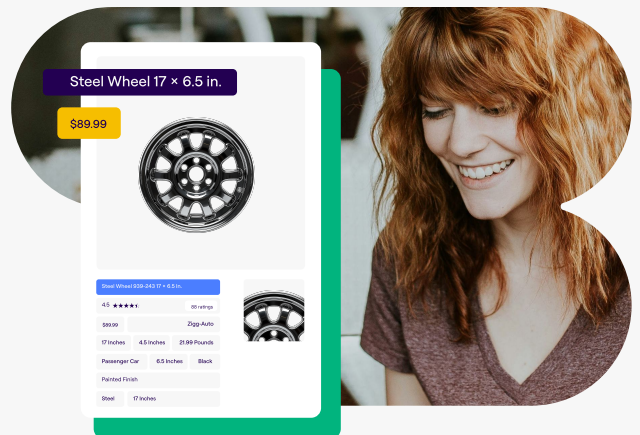 Steel Wheel 17 × 6.5 in.
$89.99
Steel Wheel 939-243 17 × 6.5 in.
4.5 88 ratings
$89.99 Zigg-Auto
17 Inches 4.5 Inches 21.99 Pounds
Passenger Car 6.5 Inches Black
Painted Finish
Steel 17 Inches